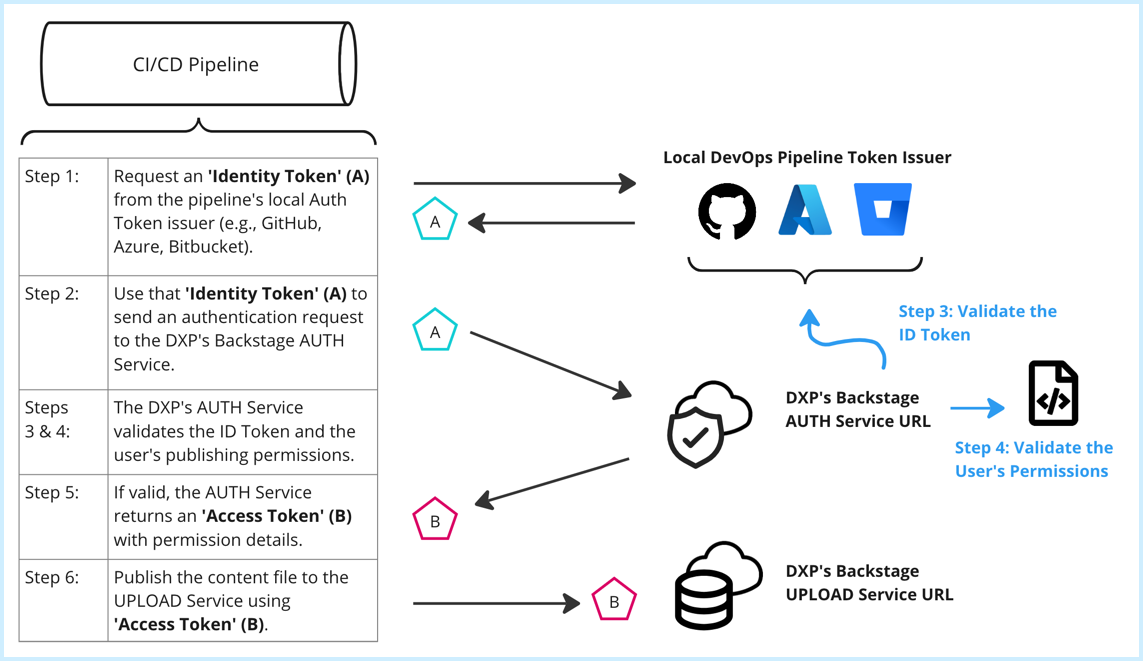 CI/CD Pipeline
Step 1:
Request an 'Identity Token' (A)
from the pipeline's local Auth
Token issuer (e.g., GitHub,
Azure, Bitbucket).
Step 2:
Use that 'Identity Token' (A) to
send an authentication request
to the DXP's Backstage AUTH
Service.
Steps
3 & 4:
The DXP's AUTH Service
validates the ID Token and the
user's publishing permissions.
Step 5:
If valid, the AUTH Service
returns an 'Access Token' (B)
with permission details.
Step 6:
Publish the content file to the
UPLOAD Service using
'Access Token' (B).
Local DevOps Pipeline Token Issuer
A
A
Step 3: Validate the
ID Token
DXP's Backstage
AUTH Service URL
Step 4: Validate the
User's Permissions
B
B
DXP's Backstage
UPLOAD Service URL